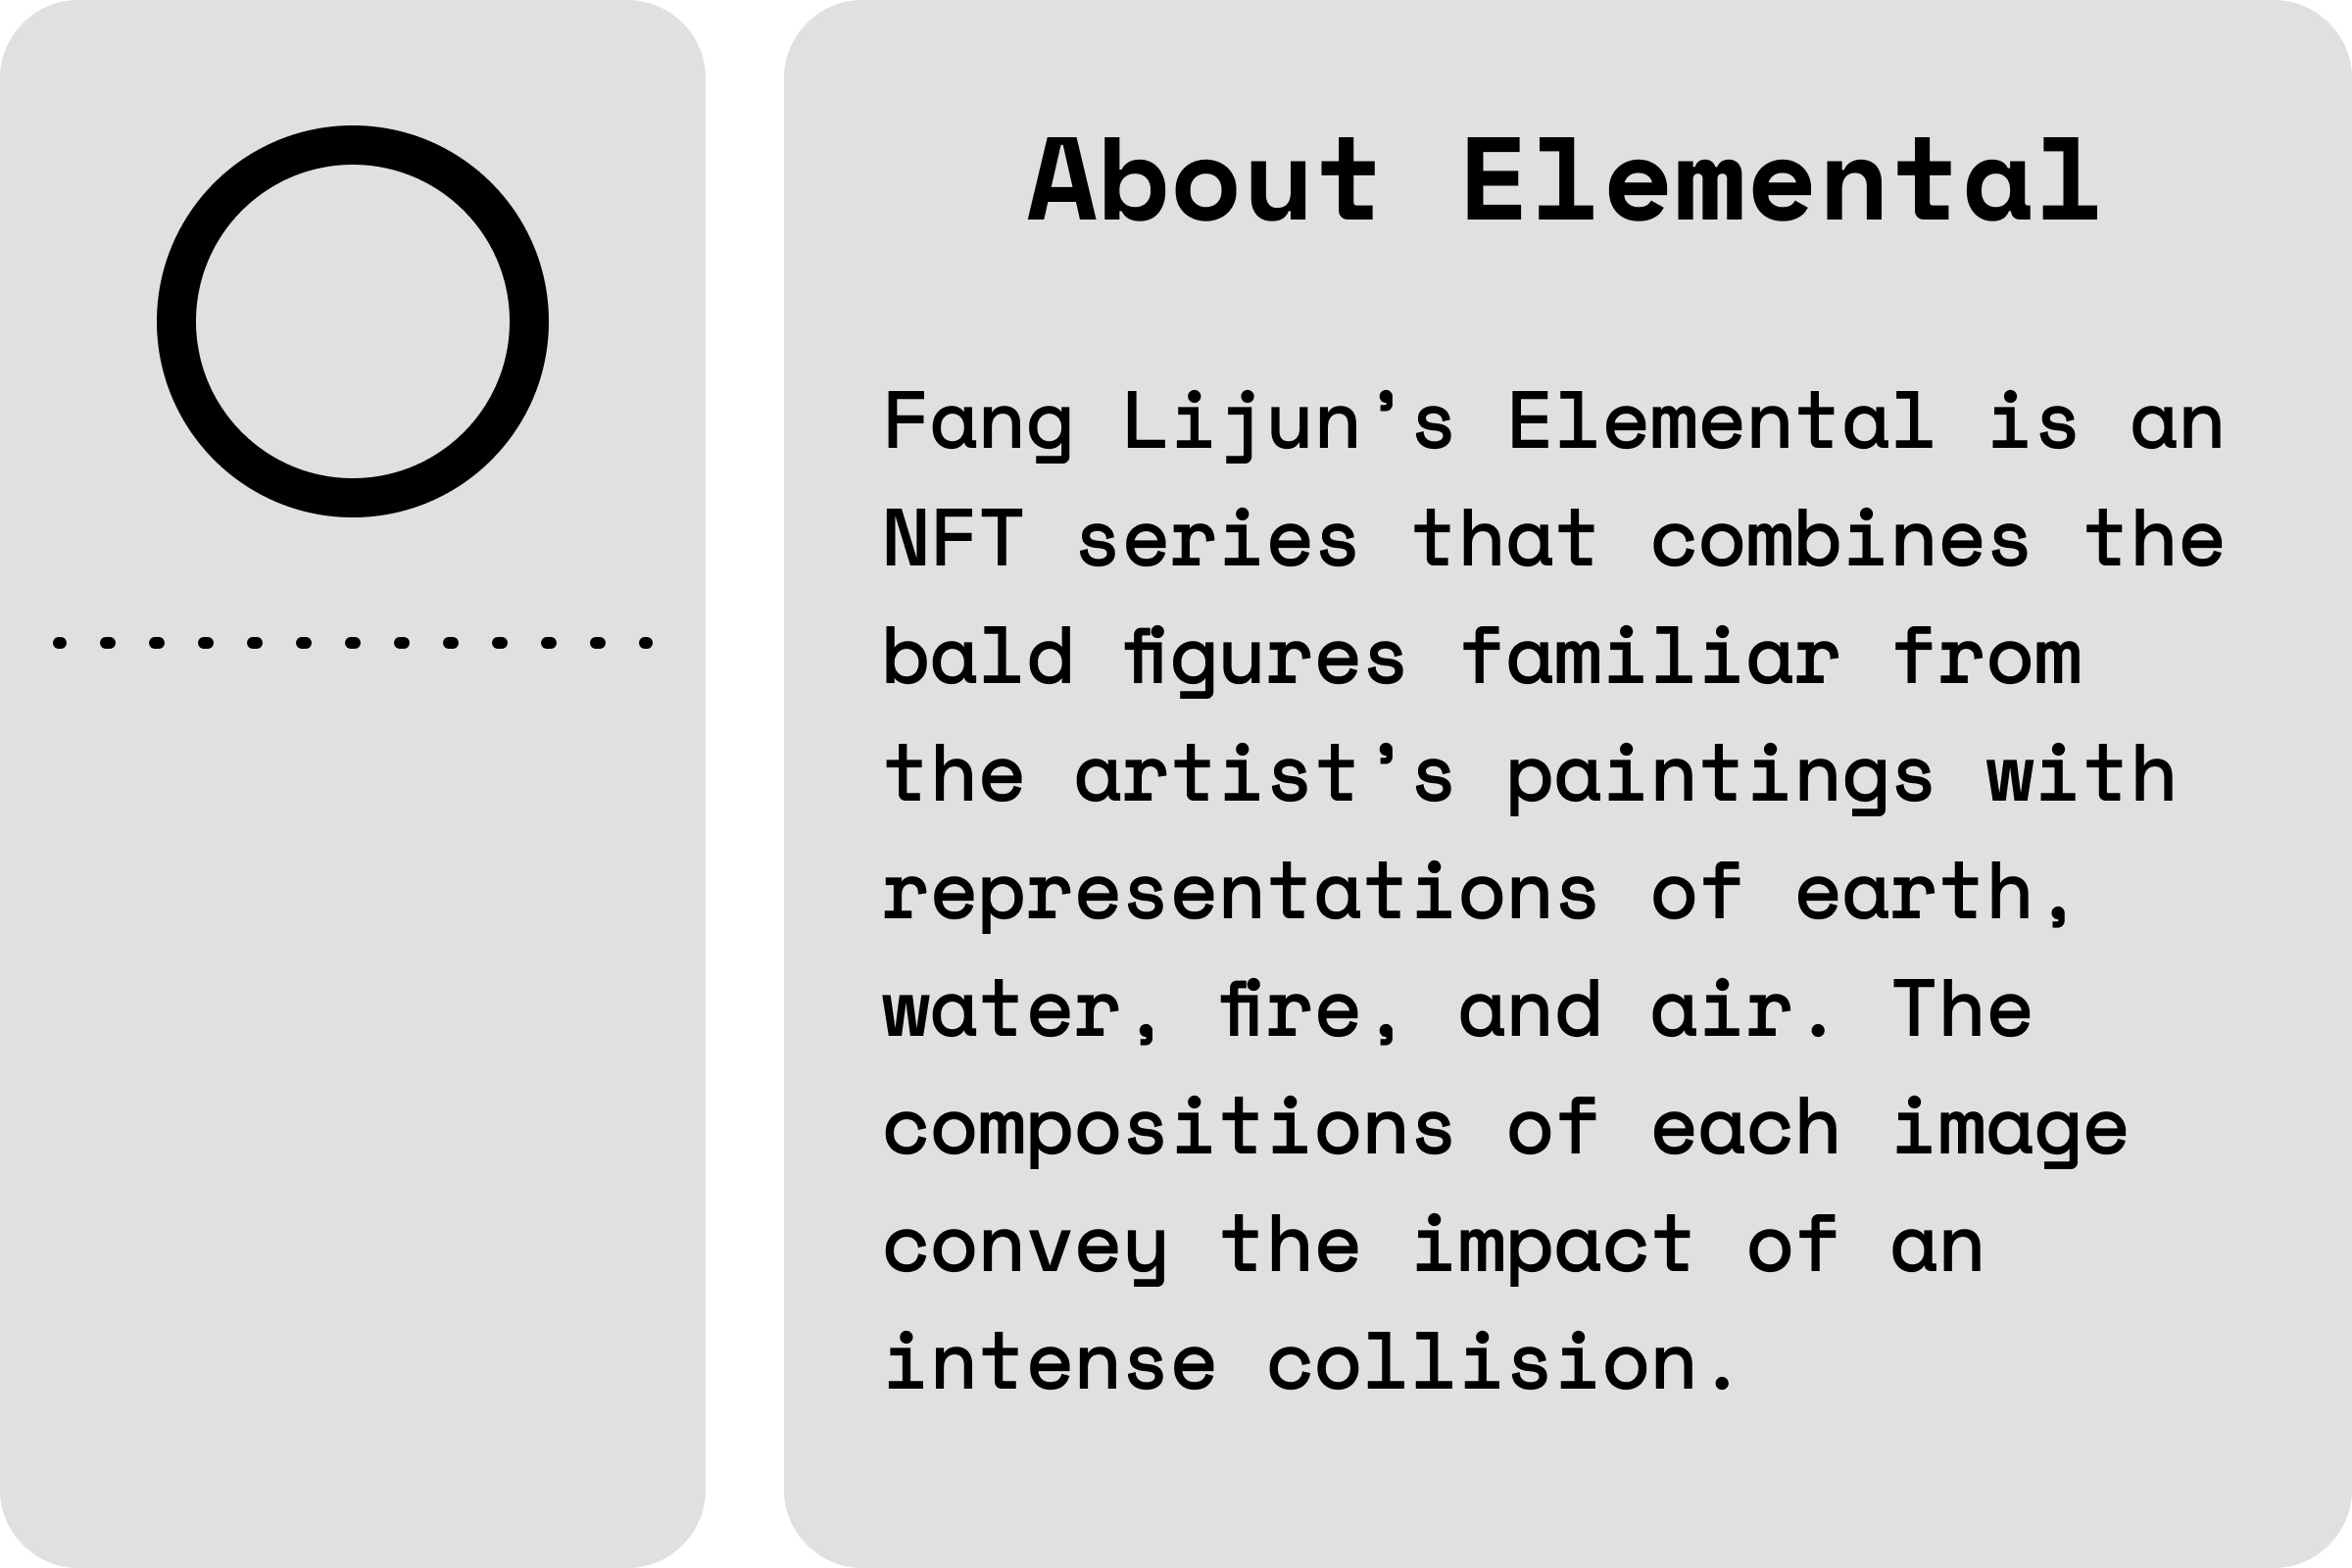 About Elemental
Fang Lijun’s Elemental is an
NFT series that combines the
bold figures familiar from
the artist’s paintings with
representations of earth,
water, fire, and air. The
compositions of each image
convey the impact of an
intense collision.